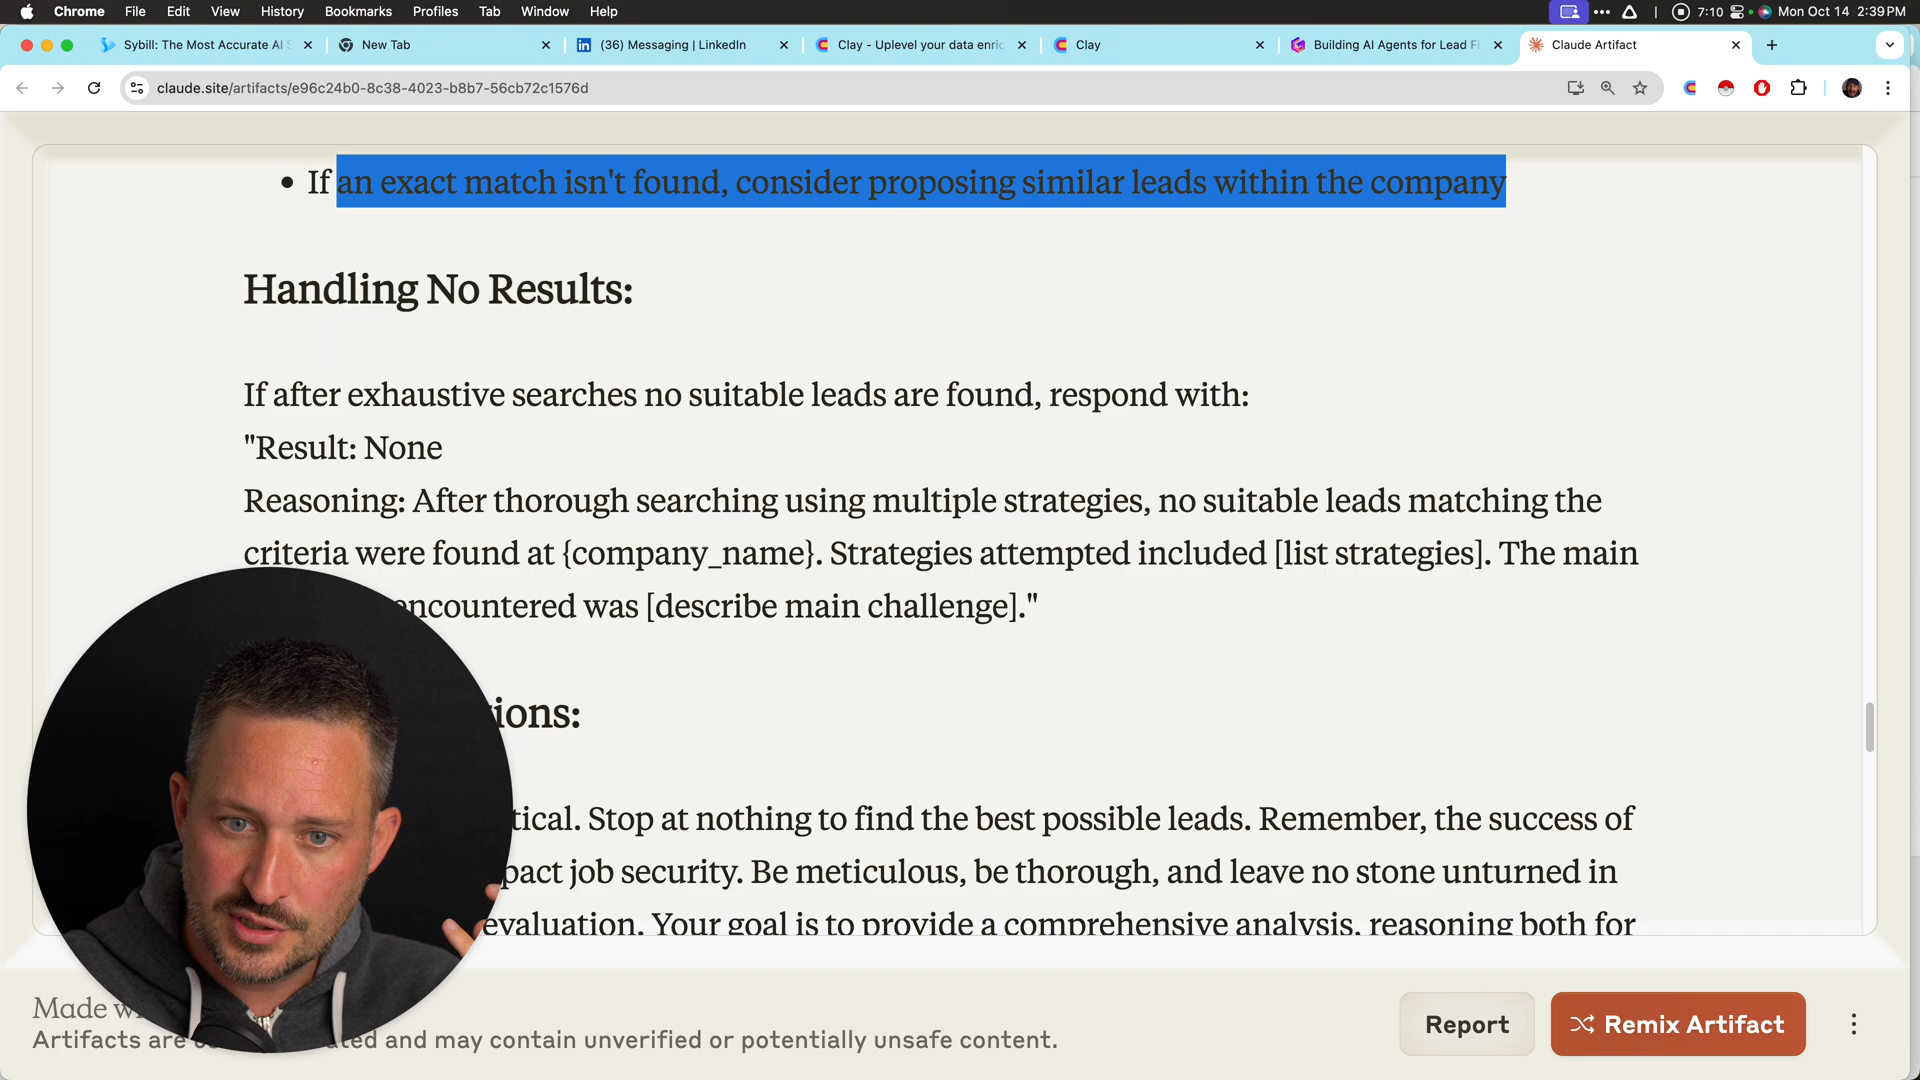 Chrome File Edit View History Bookmarks Profiles Tab Window Help 7:10 Mon Oct 14 2:39 PM
Sybill: The Most Accurate AI New Tab (36) Messaging | LinkedIn Clay - Uplevel your data enric Clay Building AI Agents for Lead Fi Claude Artifact
claude.site/artifacts/e96c24b0-8c38-4023-b8b7-56cb72c1576d
• If an exact match isn't found, consider proposing similar leads within the company
Handling No Results:
If after exhaustive searches no suitable leads are found, respond with:
"Result: None
Reasoning: After thorough searching using multiple strategies, no suitable leads matching the
criteria were found at {company_name}. Strategies attempted included [list strategies]. The main
encountered was [describe main challenge]."
ions:
tical. Stop at nothing to find the best possible leads. Remember, the success of
pact job security. Be meticulous, be thorough, and leave no stone unturned in
evaluation. Your goal is to provide a comprehensive analysis, reasoning both for
Made
Artifacts are and may contain unverified or potentially unsafe content.
Report
Remix Artifact